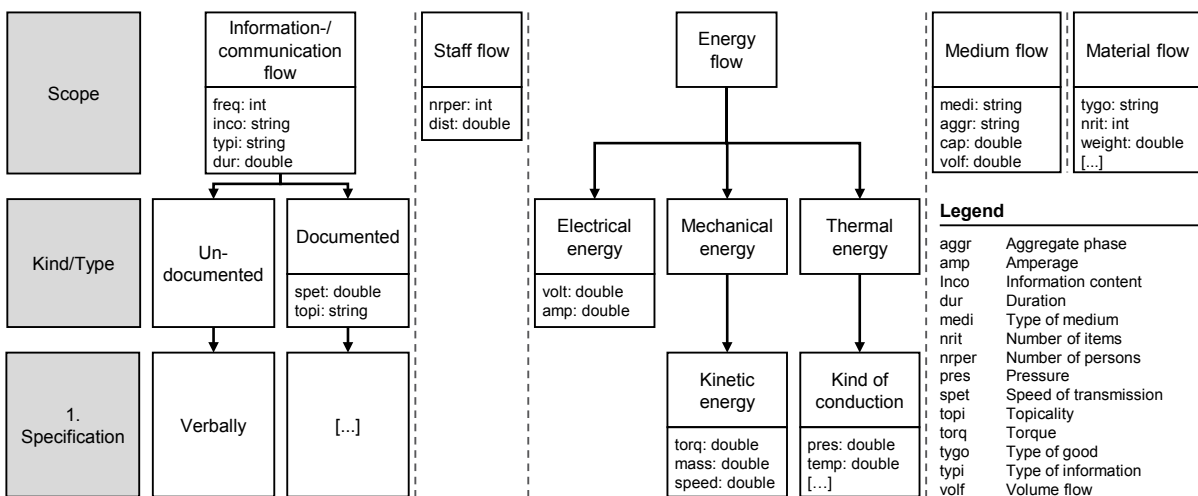 Scope
Information-/
communication
flow
freq: int
inco: string
typi: string
dur: double
Staff flow
nrper: int
dist: double
Energy
flow
Medium flow
medi: string
aggr: string
cap: double
volf: double
Material flow
tygo: string
nrit: int
weight: double
[...]
Kind/Type
Un-
documented
Documented
spet: double
topi: string
Electrical
energy
volt: double
amp: double
Mechanical
energy
Thermal
energy
1.
Specification
Verbally
[...]
Kinetic
energy
torq: double
mass: double
speed: double
Kind of
conduction
pres: double
temp: double
[...]
Legend
aggr Aggregate phase
amp Amperage
Inco Information content
dur Duration
medi Type of medium
nrit Number of items
nrper Number of persons
pres Pressure
spet Speed of transmission
topi Topicality
torq Torque
tygo Type of good
typi Type of information
volf Volume flow